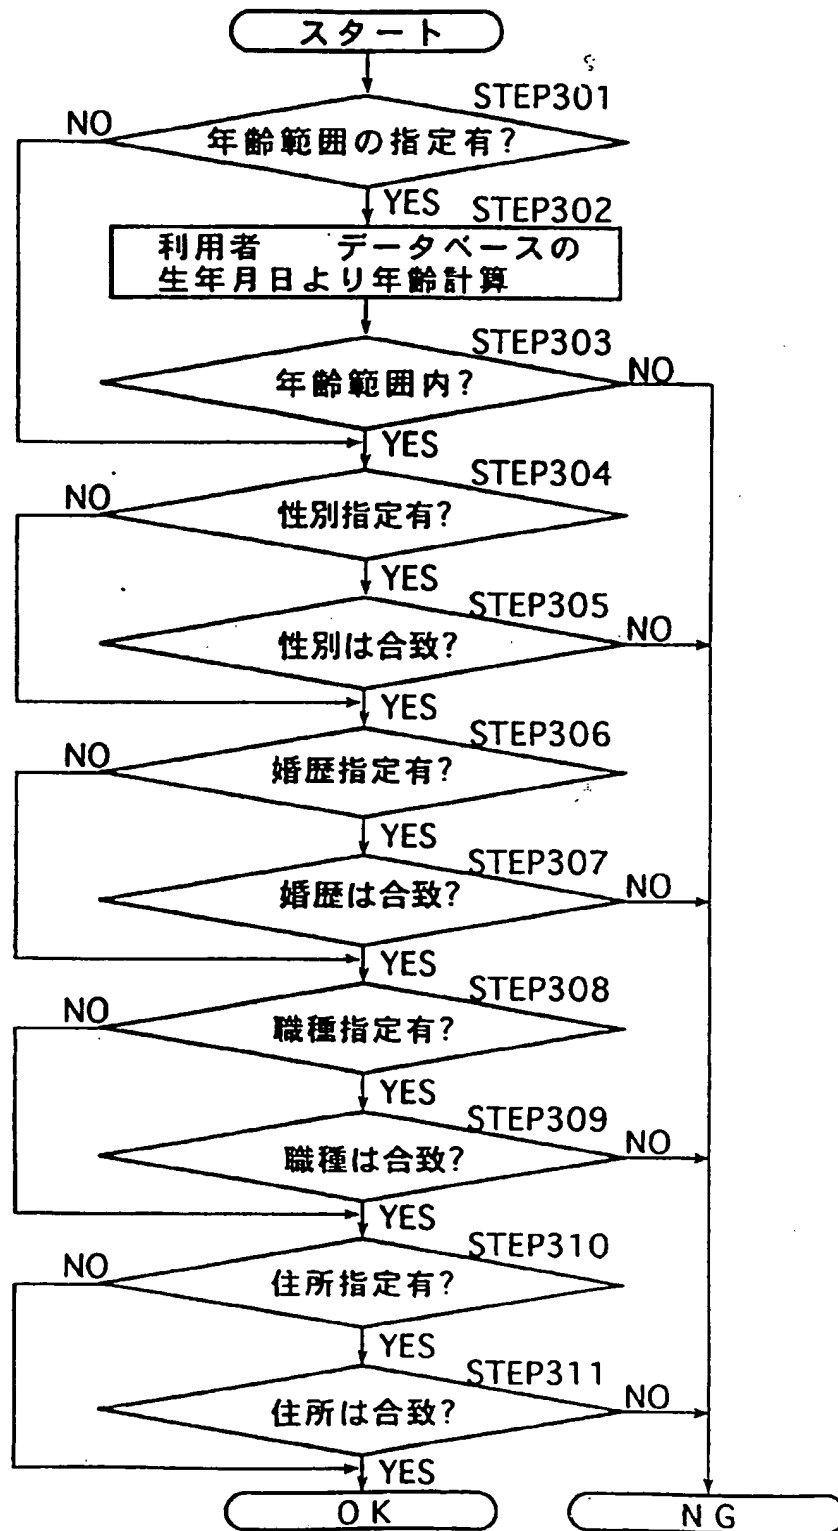 スタート
STEP301
NO
年齢範囲の指定有?
YES
STEP302
利用者 データベースの
生年月日より年齢計算
STEP303
年齢範囲内?
NO
YES
STEP304
NO
性別指定有?
YES
STEP305
性別は合致?
NO
YES
STEP306
NO
婚歴指定有?
YES
STEP307
婚歴は合致?
NO
YES
STEP308
NO
職種指定有?
YES
STEP309
職種は合致?
NO
YES
STEP310
NO
住所指定有?
YES
STEP311
住所は合致?
NO
YES
OK
NG